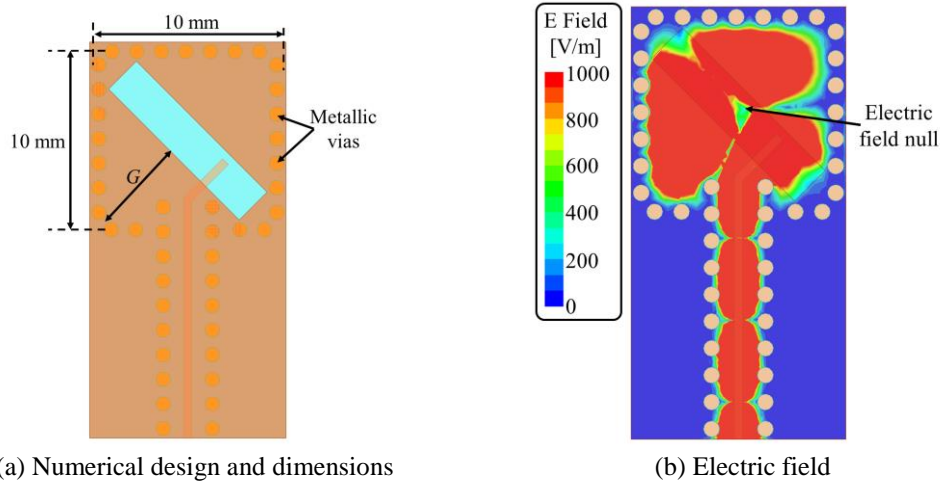 10 mm
10 mm
G
Metallic
vias
E Field
[V/m]
1000
800
600
400
200
0
Electric
field null
(a) Numerical design and dimensions
(b) Electric field